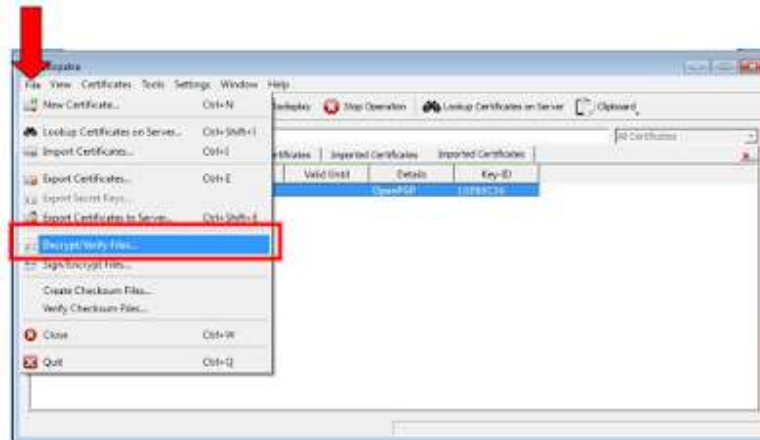 File View Certificates Tools Settings Window Help
New Certificate... Ctrl+N
Redisplay Stop Operation Lookup Certificates on Server Clipboard
Lookup Certificates on Server... Ctrl+Shift+I
All Certificates
Import Certificates... Ctrl+I
Imported Certificates Imported Certificates
Export Certificates... Ctrl+E
Valid Until Details Key-ID
Export Secret Keys...
OpenPGP
Export Certificates to Server... Ctrl+Shift+E
Decrypt/Verify Files...
Sign/Encrypt Files...
Create Checksum Files...
Verify Checksum Files...
Close Ctrl+W
Quit Ctrl+Q